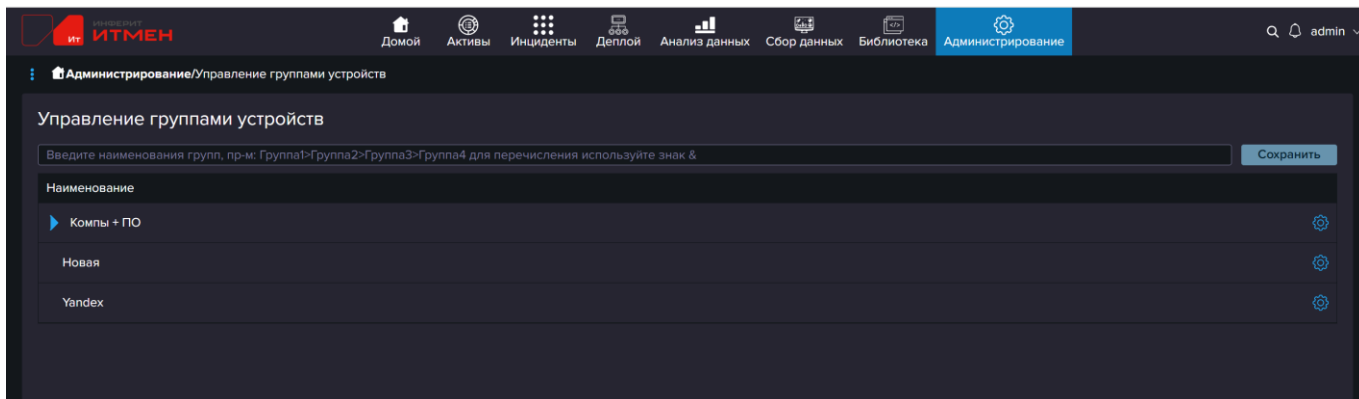 ИНФЕРИТ
ИТ ИТМЕН
Домой Активы Инциденты Деплой Анализ данных Сбор данных Библиотека Администрирование admin
Администрирование/Управление группами устройств
Управление группами устройств
Введите наименования групп, пр-м: Группа1>Группа2>Группа3>Группа4 для перечисления используйте знак & Сохранить
Наименование
Компы + ПО
Новая
Yandex